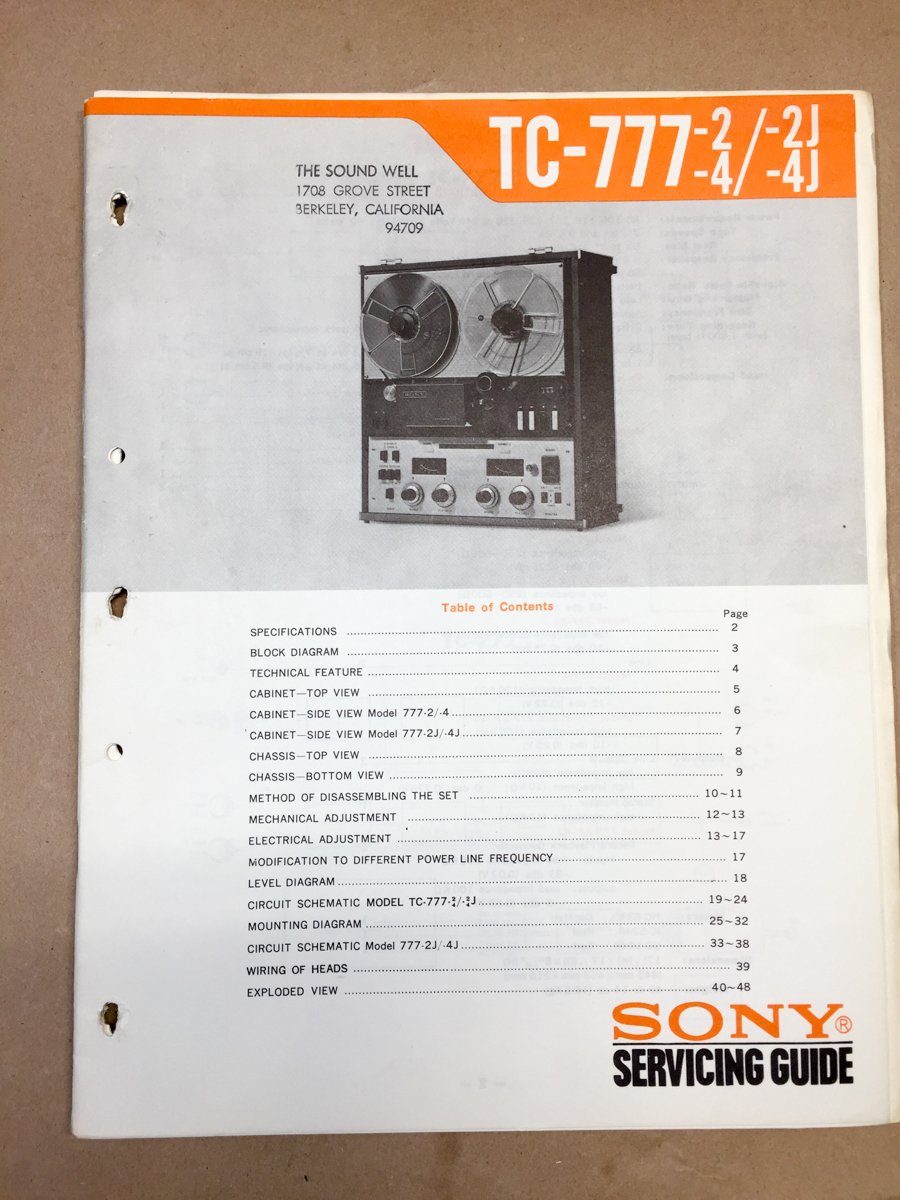 TC-777-2/-4/-2J/-4J
THE SOUND WELL
1708 GROVE STREET
BERKELEY, CALIFORNIA
94709
SONY
Table of Contents
Page
SPECIFICATIONS 2
BLOCK DIAGRAM 3
TECHNICAL FEATURE 4
CABINET—TOP VIEW 5
CABINET—SIDE VIEW Model 777-2/-4 6
CABINET—SIDE VIEW Model 777-2J/-4J 7
CHASSIS—TOP VIEW 8
CHASSIS—BOTTOM VIEW 9
METHOD OF DISASSEMBLING THE SET 10~11
MECHANICAL ADJUSTMENT 12~13
ELECTRICAL ADJUSTMENT 13~17
MODIFICATION TO DIFFERENT POWER LINE FREQUENCY 17
LEVEL DIAGRAM 18
CIRCUIT SCHEMATIC MODEL TC-777-2/4/-2/4J 19~24
MOUNTING DIAGRAM 25~32
CIRCUIT SCHEMATIC Model 777-2J/-4J 33~38
WIRING OF HEADS 39
EXPLODED VIEW 40~48
SONY®
SERVICING GUIDE